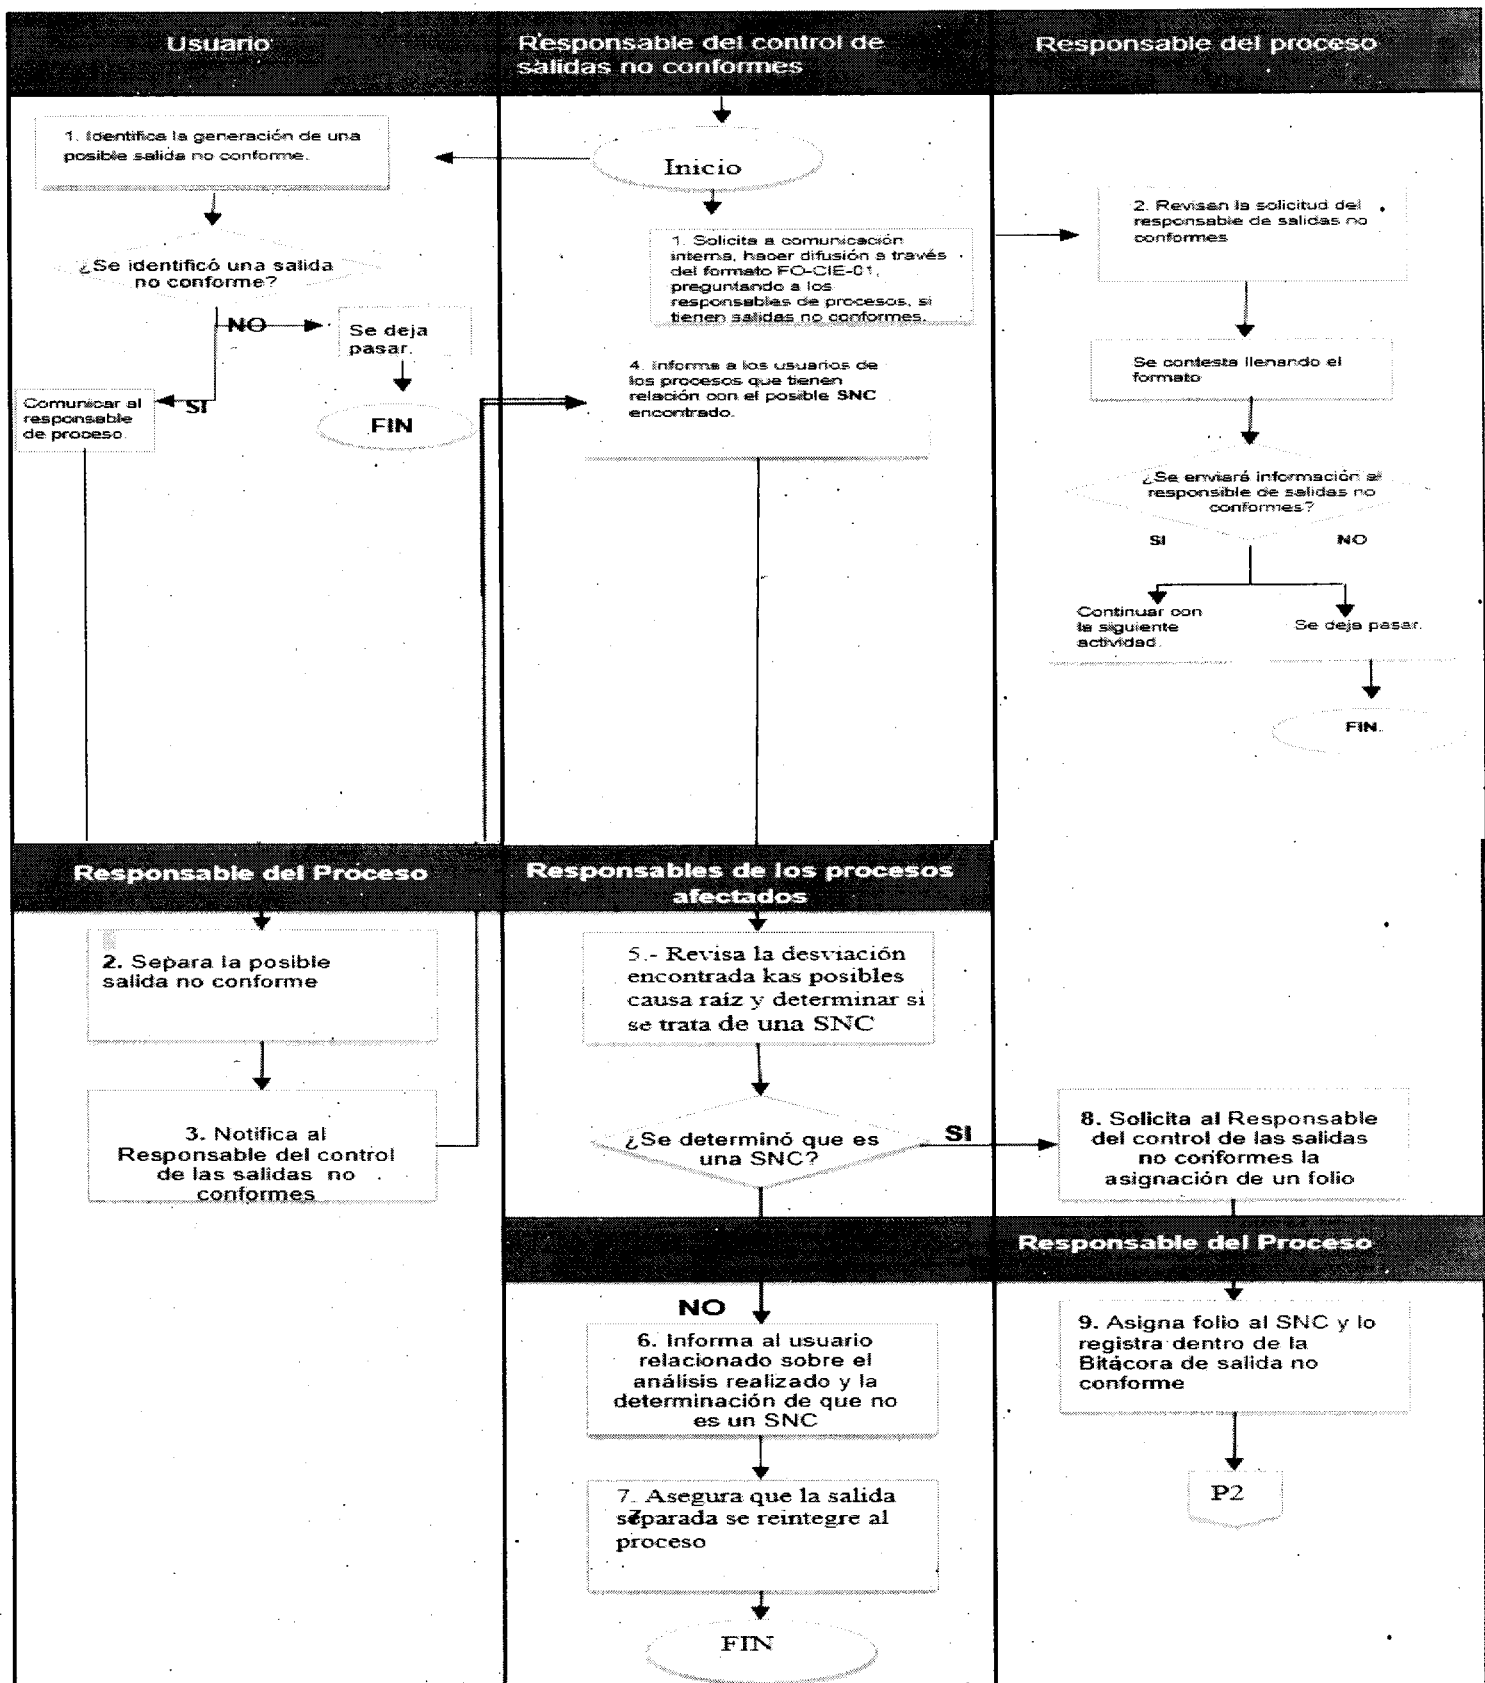 Usuario
Responsable del control de
salidas no conformes
Responsable del proceso
1. Identifica la generación de una
posible salida no conforme.
¿Se identificó una salida
no conforme?
NO
Se deja
pasar.
SI
Comunicar al
responsable
de proceso.
FIN
Inicio
1. Solicita a comunicación
interna, hacer difusión a través
del formato FO-CIE-01,
preguntando a los
responsables de procesos, si
tienen salidas no conformes.
4. Informa a los usuarios de
los procesos que tienen
relación con el posible SNC
encontrado.
2. Revisan la solicitud del
responsable de salidas no
conformes
Se contesta llenando el
formato
¿Se enviará información al
responsible de salidas no
conformes?
SI
NO
Continuar con
la siguiente
actividad.
Se deja pasar.
FIN.
Responsable del Proceso
Responsables de los procesos
afectados
2. Separa la posible
salida no conforme
3. Notifica al
Responsable del control
de las salidas no
conformes
5.- Revisa la desviación
encontrada kas posibles
causa raíz y determinar si
se trata de una SNC
¿Se determinó que es
una SNC?
SI
8. Solicita al Responsable
del control de las salidas
no conformes la
asignación de un folio
Responsable del Proceso
NO
6. Informa al usuario
relacionado sobre el
análisis realizado y la
determinación de que no
es un SNC
7. Asegura que la salida
separada se reintegre al
proceso
FIN
9. Asigna folio al SNC y lo
registra dentro de la
Bitácora de salida no
conforme
P2